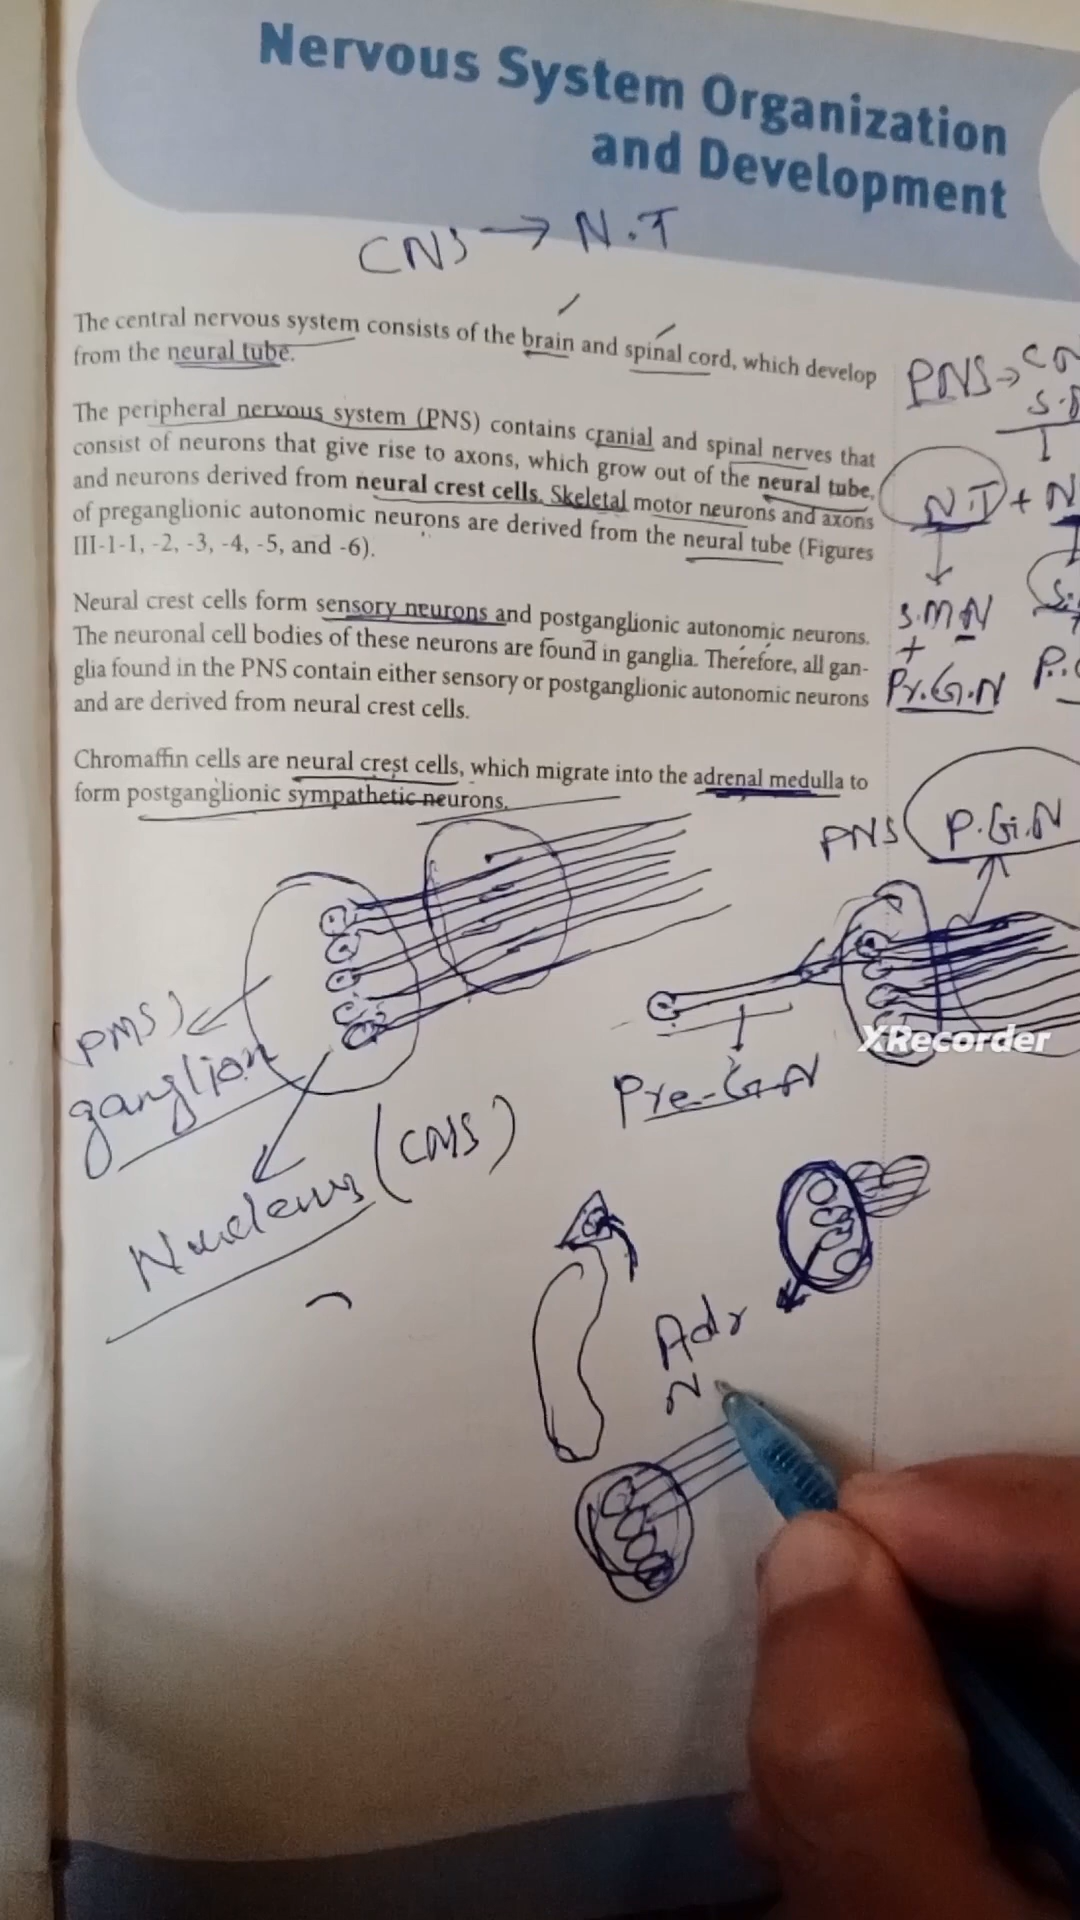 Nervous System Organization
and Development
CNS → N.T
The central nervous system consists of the brain and spinal cord, which develop
from the neural tube.
The peripheral nervous system (PNS) contains cranial and spinal nerves that
consist of neurons that give rise to axons, which grow out of the neural tube,
and neurons derived from neural crest cells. Skeletal motor neurons and axons
of preganglionic autonomic neurons are derived from the neural tube (Figures
III-1-1, -2, -3, -4, -5, and -6).
Neural crest cells form sensory neurons and postganglionic autonomic neurons.
The neuronal cell bodies of these neurons are found in ganglia. Therefore, all gan-
glia found in the PNS contain either sensory or postganglionic autonomic neurons
and are derived from neural crest cells.
Chromaffin cells are neural crest cells, which migrate into the adrenal medulla to
form postganglionic sympathetic neurons.
PNS →
N.T + N
S.M.N
+
Pr.G.N
PNS
P.G.N
XRecorder
ganglion
Pre-G.N
Nucleus (CNS)
Adr
N